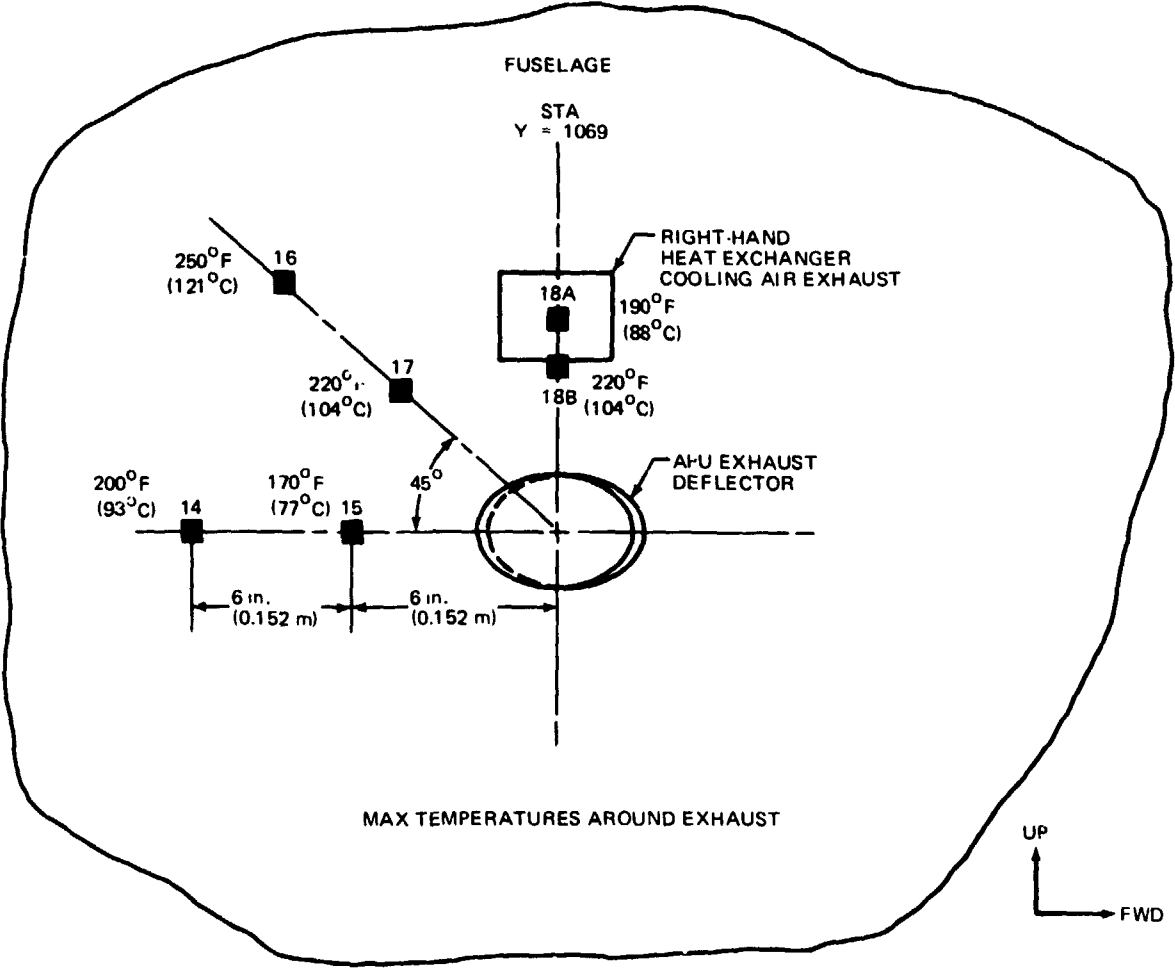 FUSELAGE
STA
Y = 1069
RIGHT-HAND
HEAT EXCHANGER
COOLING AIR EXHAUST
250°F
(121°C)
16
18A
190°F
(88°C)
17
220°F
(104°C)
18B
220°F
(104°C)
45°
APU EXHAUST
DEFLECTOR
200°F
(93°C)
14
170°F
(77°C)
15
6 in.
(0.152 m)
6 in.
(0.152 m)
MAX TEMPERATURES AROUND EXHAUST
UP
FWD